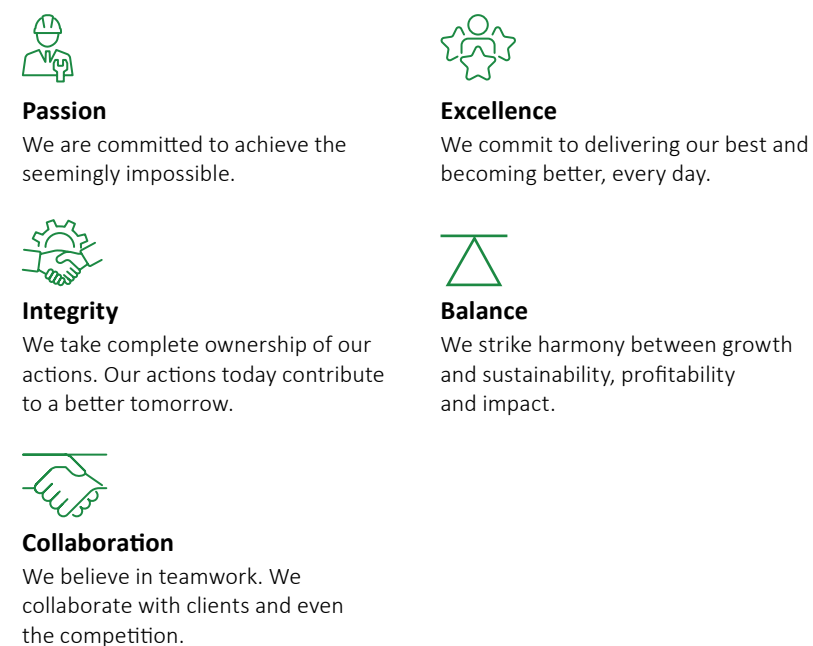 Passion
We are committed to achieve the
seemingly impossible.
Excellence
We commit to delivering our best and
becoming better, every day.
Integrity
We take complete ownership of our
actions. Our actions today contribute
to a better tomorrow.
Balance
We strike harmony between growth
and sustainability, profitability
and impact.
Collaboration
We believe in teamwork. We
collaborate with clients and even
the competition.